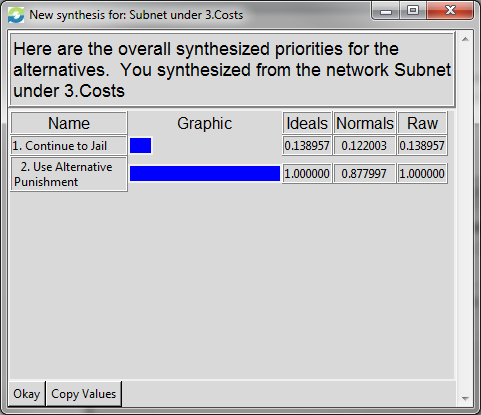 New synthesis for: Subnet under 3.Costs
Here are the overall synthesized priorities for the
alternatives.  You synthesized from the network Subnet
under 3.Costs
Name Graphic Ideals Normals Raw
1. Continue to Jail 0.138957 0.122003 0.138957
2. Use Alternative
Punishment 1.000000 0.877997 1.000000
Okay Copy Values